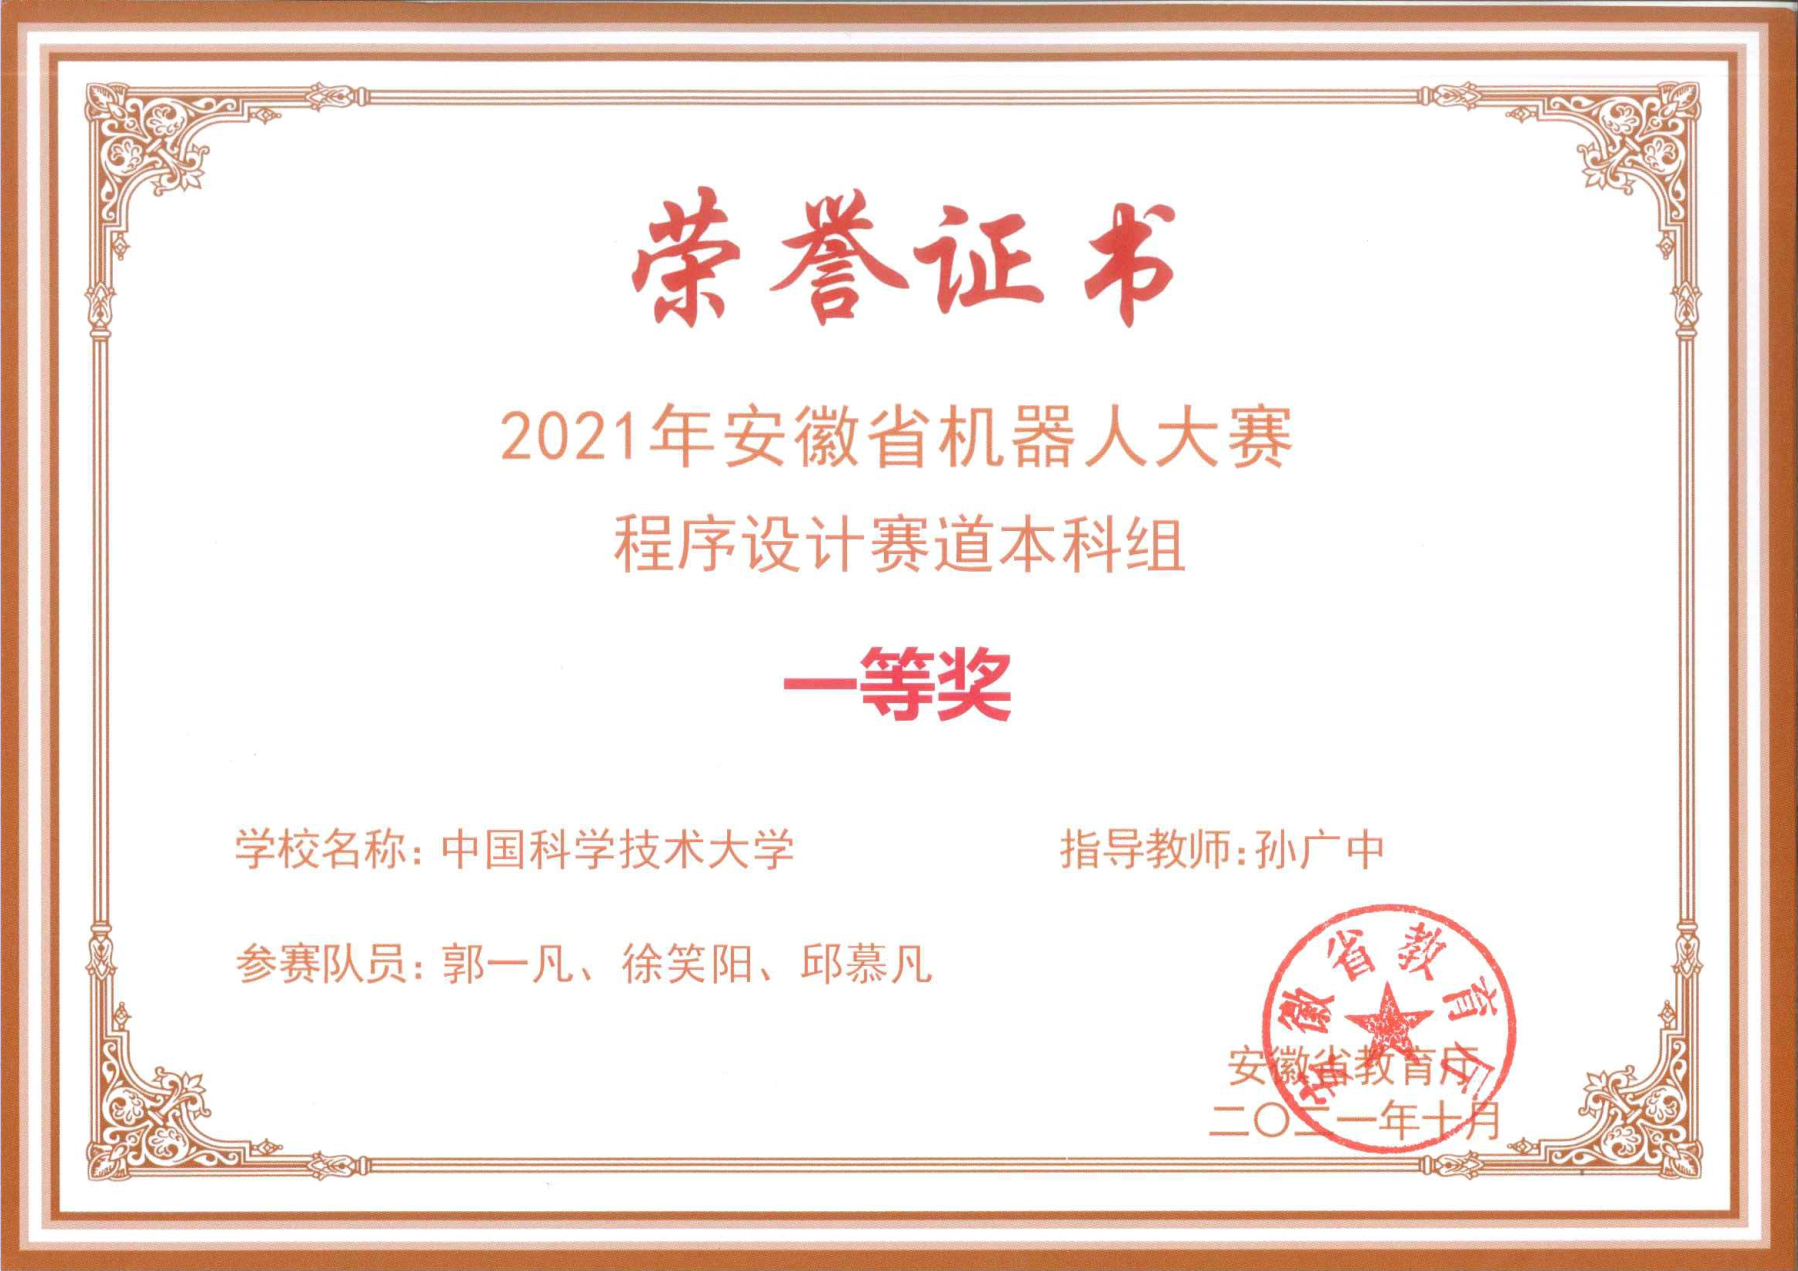 荣誉证书
2021年安徽省机器人大赛
程序设计赛道本科组
一等奖
学校名称：中国科学技术大学
指导教师：孙广中
参赛队员：郭一凡、徐笑阳、邱慕凡
安徽省教育厅
安徽省教育厅
二〇二一年十月